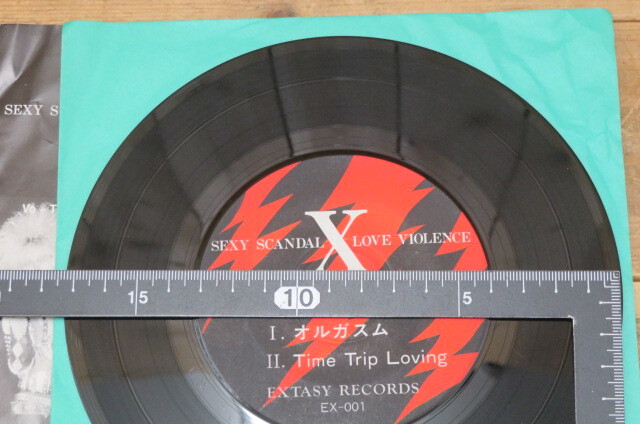 SEXY S
SEXY SCANDAL X LOVE VIOLENCE
15 10 5
I. オルガスム
II. Time Trip Loving
EXTASY RECORDS
EX-001